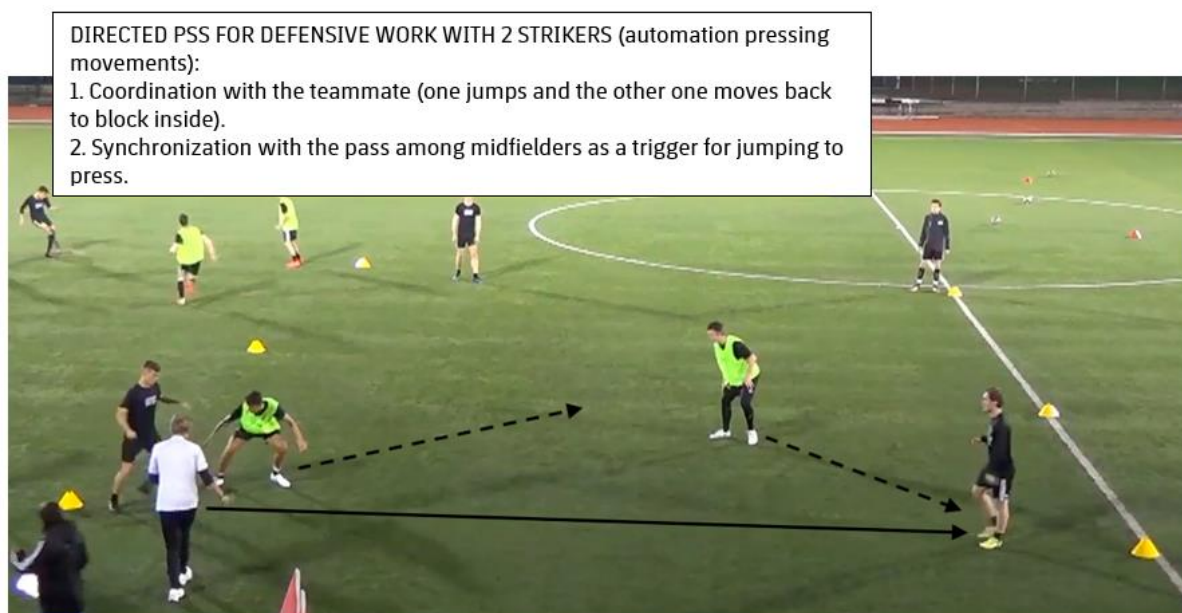 DIRECTED PSS FOR DEFENSIVE WORK WITH 2 STRIKERS (automation pressing
movements):
1. Coordination with the teammate (one jumps and the other one moves back
to block inside).
2. Synchronization with the pass among midfielders as a trigger for jumping to
press.